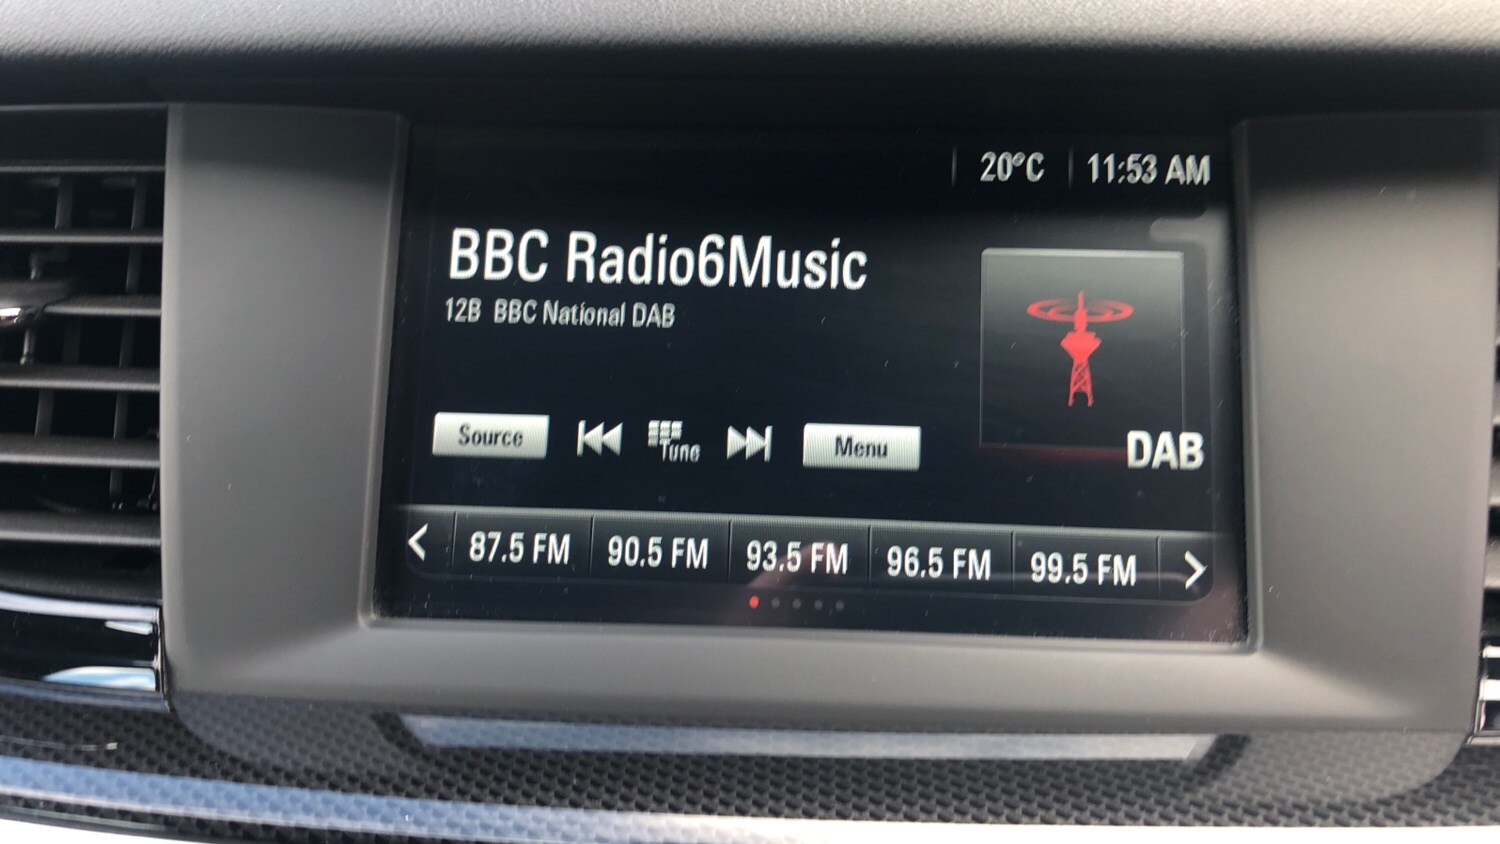 20°C 11:53 AM
BBC Radio6Music
12B BBC National DAB
Source Tune Menu
DAB
87.5 FM 90.5 FM 93.5 FM 96.5 FM 99.5 FM